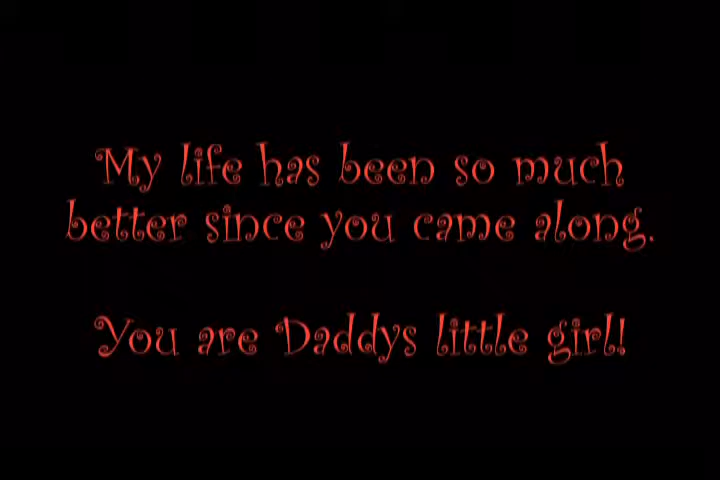 My life has been so much
better since you came along.
You are Daddys little girl!